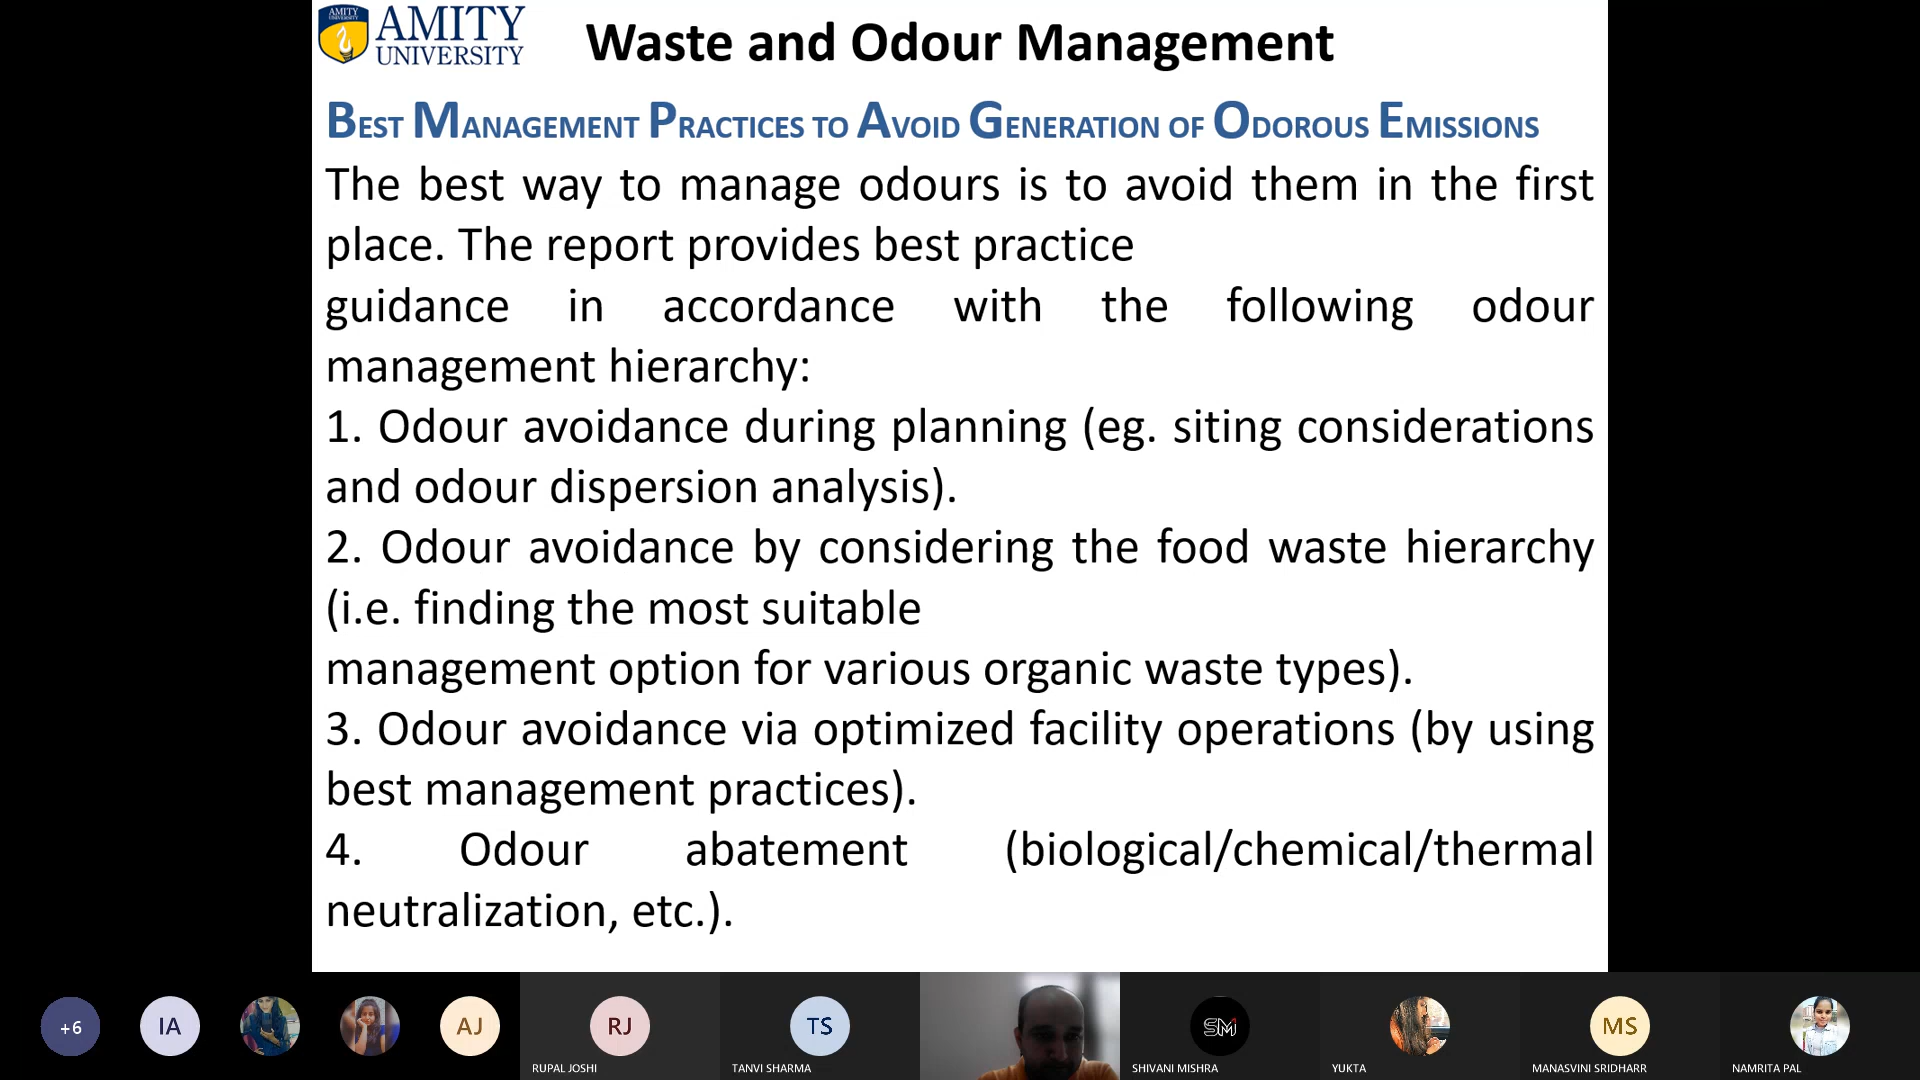 AMITY
UNIVERSITY
AMITY
UNIVERSITY
Waste and Odour Management
BEST MANAGEMENT PRACTICES TO AVOID GENERATION OF ODOROUS EMISSIONS
The best way to manage odours is to avoid them in the first
place. The report provides best practice
guidance in accordance with the following odour
management hierarchy:
1. Odour avoidance during planning (eg. siting considerations
and odour dispersion analysis).
2. Odour avoidance by considering the food waste hierarchy
(i.e. finding the most suitable
management option for various organic waste types).
3. Odour avoidance via optimized facility operations (by using
best management practices).
4. Odour abatement (biological/chemical/thermal
neutralization, etc.).
+6
IA
AJ
RJ
TS
SM
MS
RUPAL JOSHI
TANVI SHARMA
SHIVANI MISHRA
YUKTA
MANASVINI SRIDHARR
NAMRITA PAL